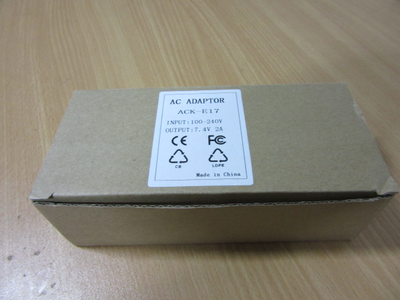 AC ADAPTOR
ACK-E17
INPUT:100-240V
OUTPUT:7.4V 2A
CE FC
CB LDPE
Made in China